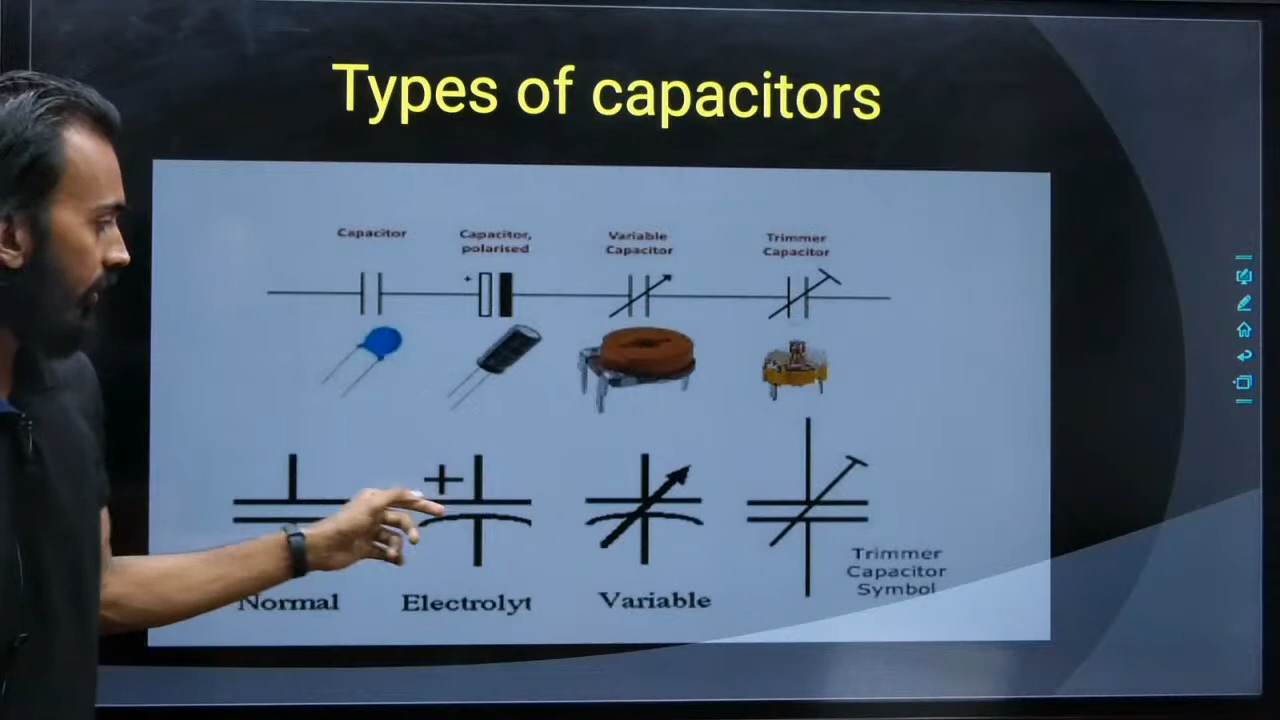 Types of capacitors
Capacitor
Capacitor,
polarised
Variable
Capacitor
Trimmer
Capacitor
+
+
Normal
Electrolyt
Variable
Trimmer
Capacitor
Symbol